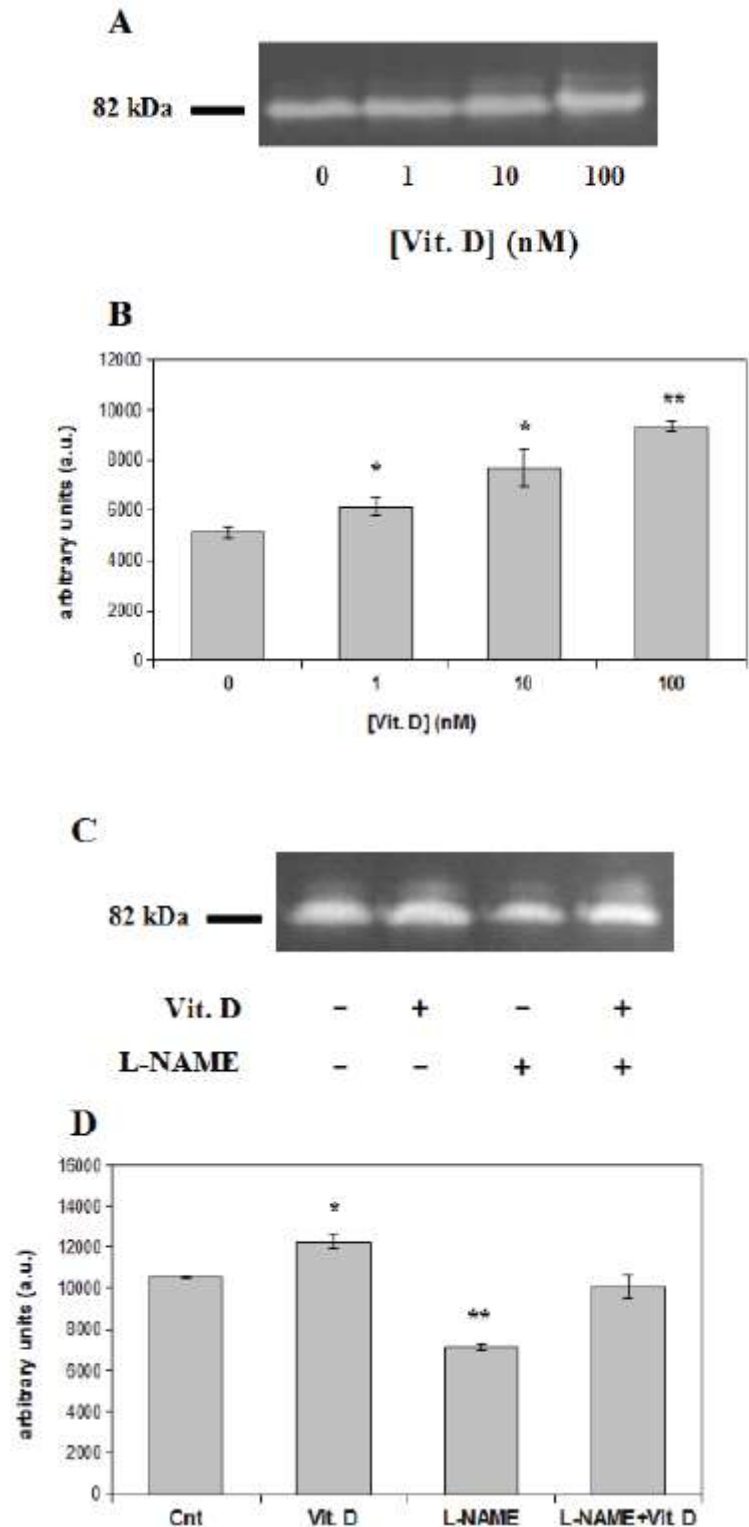 A
82 kDa
0 1 10 100
[Vit. D] (nM)
B
12000
10000
8000
6000
4000
2000
0
arbitrary units (a.u.)
*
*
**
0 1 10 100
[Vit. D] (nM)
C
82 kDa
Vit. D - + - +
L-NAME - - + +
D
16000
14000
12000
10000
8000
6000
4000
2000
0
arbitrary units (a.u.)
*
**
Cnt Vit. D L-NAME L-NAME+Vit. D